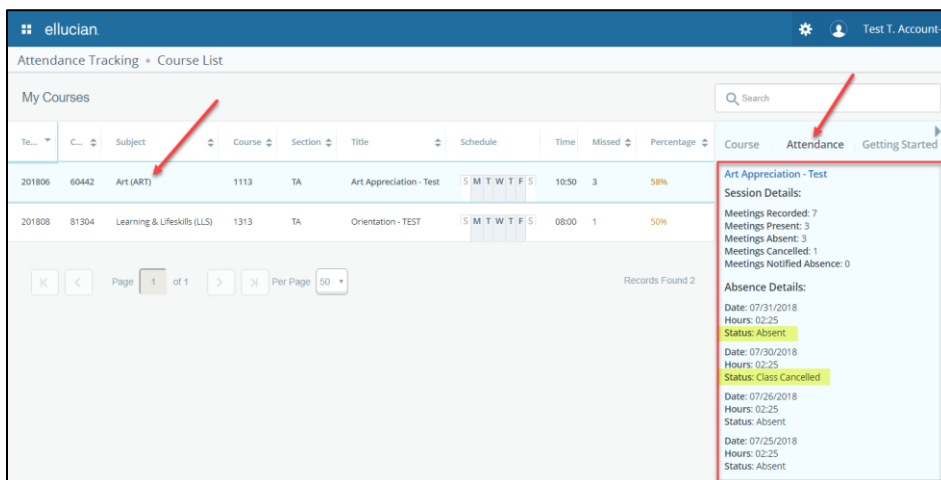 ellucian.
Test T. Account-
Attendance Tracking • Course List
My Courses
Search
Te... C... Subject Course Section Title Schedule Time Missed Percentage
Course Attendance Getting Started
201806 60442 Art (ART) 1113 TA Art Appreciation - Test S M T W T F S 10:50 3 58%
201808 81304 Learning & Lifeskills (LLS) 1313 TA Orientation - TEST S M T W T F S 08:00 1 50%
Page 1 of 1 Per Page 50 Records Found 2
Art Appreciation - Test
Session Details:
Meetings Recorded: 7
Meetings Present: 3
Meetings Absent: 3
Meetings Cancelled: 1
Meetings Notified Absence: 0
Absence Details:
Date: 07/31/2018
Hours: 02:25
Status: Absent
Date: 07/30/2018
Hours: 02:25
Status: Class Cancelled
Date: 07/26/2018
Hours: 02:25
Status: Absent
Date: 07/25/2018
Hours: 02:25
Status: Absent